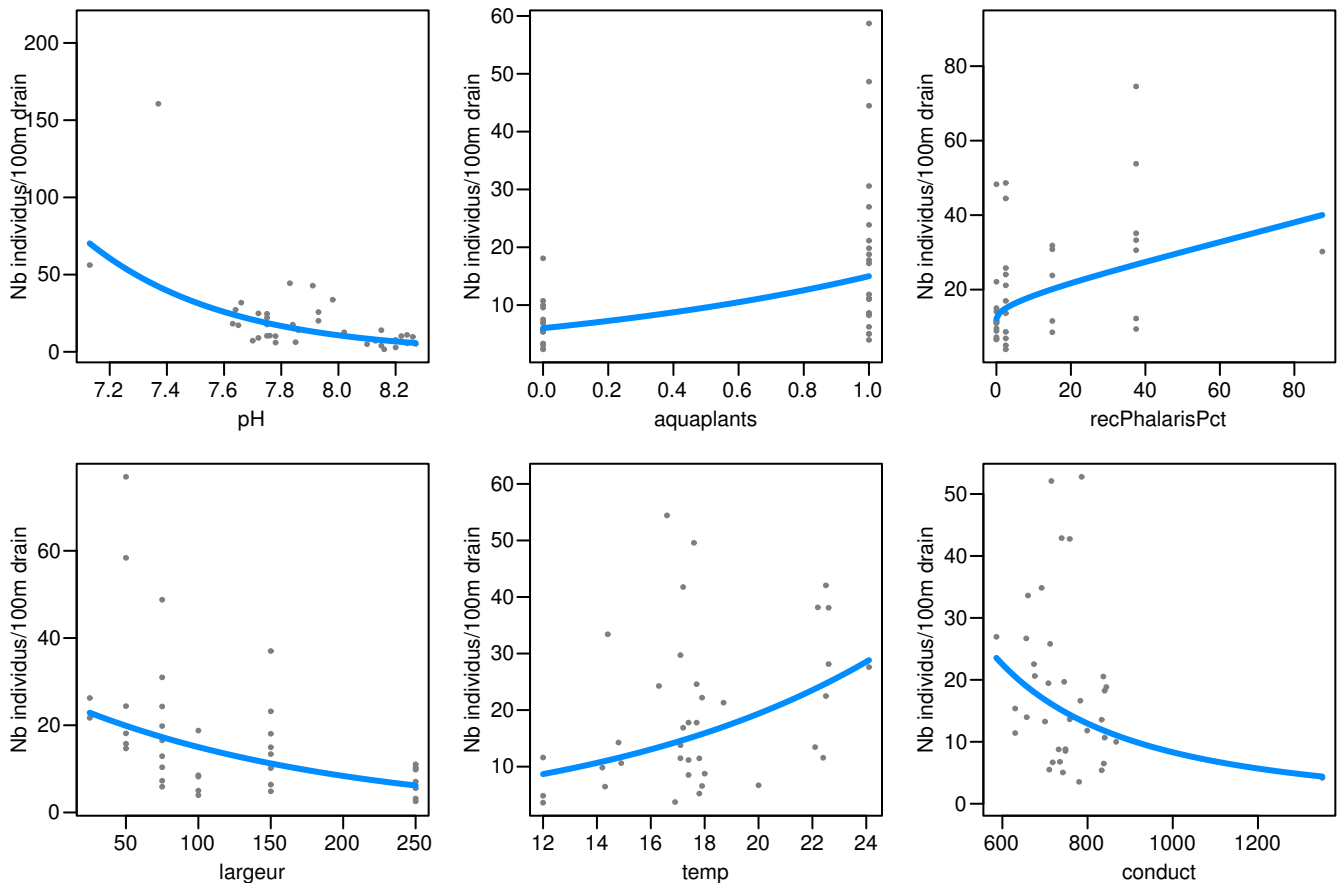 Nb individus/100m drain
200
150
100
50
0
7.2 7.4 7.6 7.8 8.0 8.2
pH
Nb individus/100m drain
60
50
40
30
20
10
0.0 0.2 0.4 0.6 0.8 1.0
aquaplants
Nb individus/100m drain
80
60
40
20
0 20 40 60 80
recPhalarisPct
Nb individus/100m drain
60
40
20
0
50 100 150 200 250
largeur
Nb individus/100m drain
60
50
40
30
20
10
12 14 16 18 20 22 24
temp
Nb individus/100m drain
50
40
30
20
10
0
600 800 1000 1200
conduct